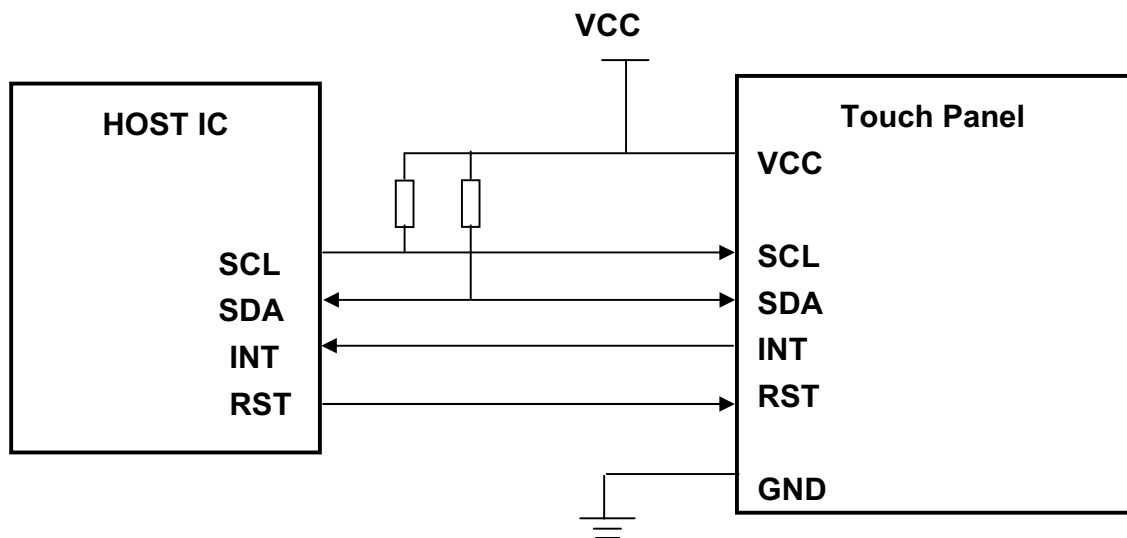 VCC
HOST IC
SCL
SDA
INT
RST
Touch Panel
VCC
SCL
SDA
INT
RST
GND